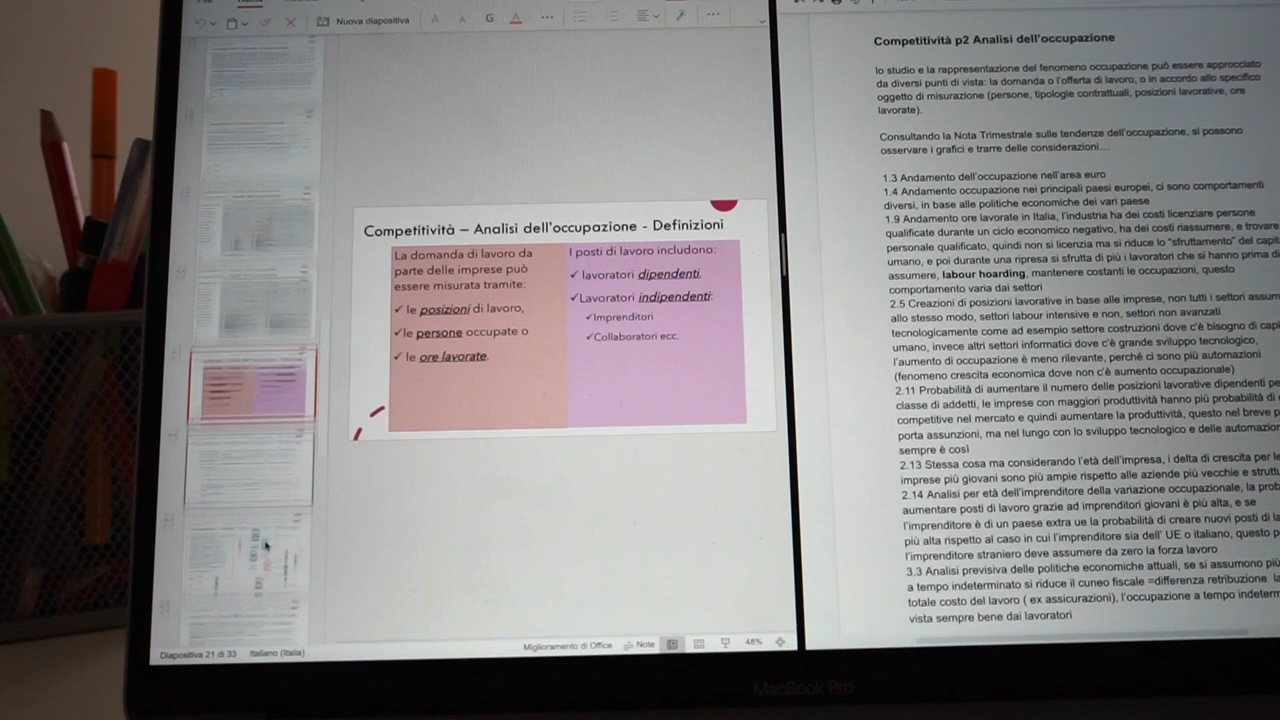 Nuova diapositiva
G
A
Competitività – Analisi dell'occupazione - Definizioni
La domanda di lavoro da
parte delle imprese può
essere misurata tramite:
✓ le posizioni di lavoro,
✓le persone occupate o
✓ le ore lavorate.
I posti di lavoro includono:
✓ lavoratori dipendenti,
✓Lavoratori indipendenti:
✓Imprenditori
✓Collaboratori ecc.
Diapositiva 21 di 33
Italiano (Italia)
Miglioramento di Office
Note
48%
Competitività p2 Analisi dell'occupazione
lo studio e la rappresentazione del fenomeno occupazione può essere approcciato
da diversi punti di vista: la domanda o l'offerta di lavoro, o in accordo allo specifico
oggetto di misurazione (persone, tipologie contrattuali, posizioni lavorative, ore
lavorate).
Consultando la Nota Trimestrale sulle tendenze dell'occupazione, si possono
osservare i grafici e trarre delle considerazioni…
1.3 Andamento dell'occupazione nell'area euro
1.4 Andamento occupazione nei principali paesi europei, ci sono comportamenti
diversi, in base alle politiche economiche dei vari paese
1.9 Andamento ore lavorate in Italia, l'industria ha dei costi licenziare persone
qualificate durante un ciclo economico negativo, ha dei costi riassumere, e trovare
personale qualificato, quindi non si licenzia ma si riduce lo "sfruttamento" del
umano, e poi durante una ripresa si sfrutta di più i lavoratori che si hanno prima
assumere, labour hoarding, mantenere costanti le occupazioni, questo
comportamento varia dai settori
2.5 Creazioni di posizioni lavorative in base alle imprese, non tutti i settori
allo stesso modo, settori labour intensive e non, settori non avanzati
tecnologicamente come ad esempio settore costruzioni dove c'è bisogno di
umano, invece altri settori informatici dove c'è grande sviluppo tecnologico,
l'aumento di occupazione è meno rilevante, perché ci sono più automazioni
(fenomeno crescita economica dove non c'è aumento occupazionale)
2.11 Probabilità di aumentare il numero delle posizioni lavorative dipendenti
classe di addetti, le imprese con maggiori produttività hanno più probabilità di
competitive nel mercato e quindi aumentare la produttività, questo nel breve
porta assunzioni, ma nel lungo con lo sviluppo tecnologico e delle
sempre è così
2.13 Stessa cosa ma considerando l'età dell'impresa, i delta di crescita per
imprese più giovani sono più ampie rispetto alle aziende più vecchie e
2.14 Analisi per età dell'imprenditore della variazione occupazionale, la
aumentare posti di lavoro grazie ad imprenditori giovani è più alta, e se
l'imprenditore è di un paese extra ue la probabilità di creare nuovi posti di
più alta rispetto al caso in cui l'imprenditore sia dell' UE o italiano, questo
l'imprenditore straniero deve assumere da zero la forza lavoro
3.3 Analisi previsiva delle politiche economiche attuali, se si assumono
a tempo indeterminato si riduce il cuneo fiscale =differenza retribuzione
totale costo del lavoro ( ex assicurazioni), l'occupazione a tempo
vista sempre bene dai lavoratori
MacBook Pro